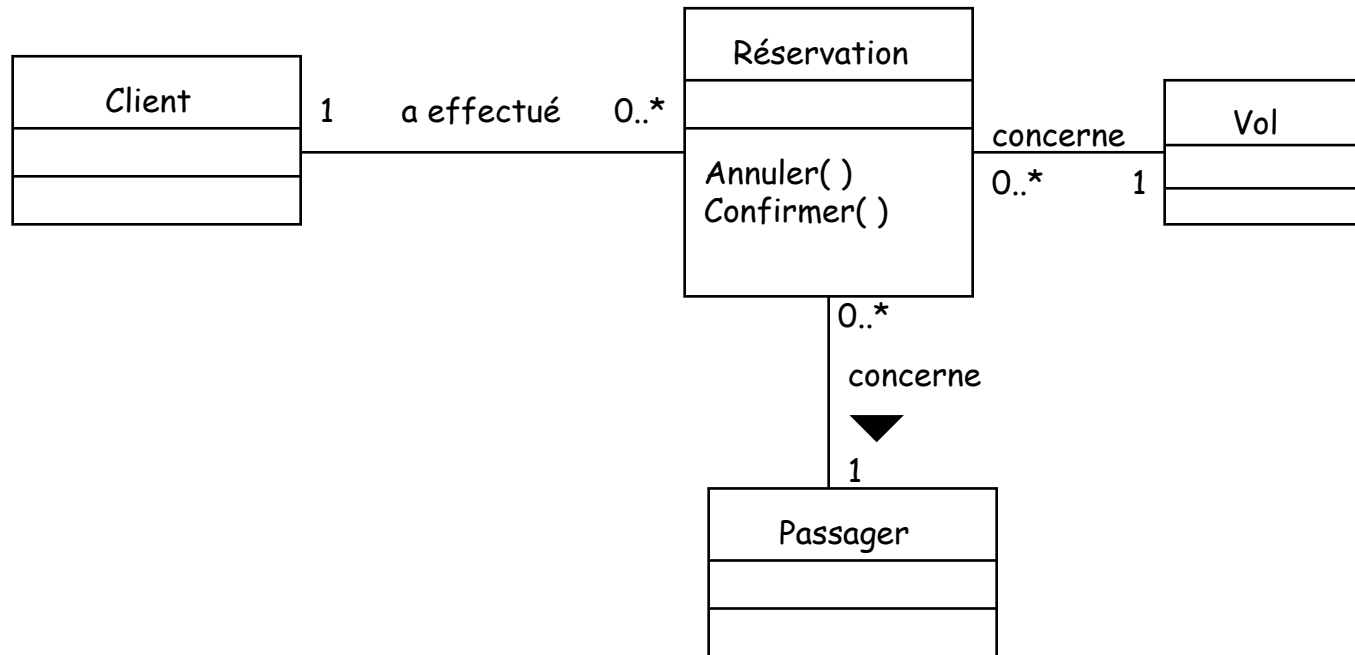 Réservation
Client
1 a effectué 0..*
Vol
concerne
Annuler( )
0..* 1
Confirmer( )
0..*
concerne
1
Passager